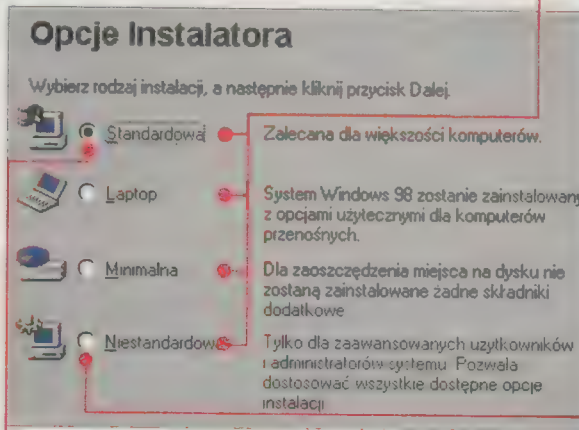 Opcje Instalatora
Wybierz rodzaj instalacji, a następnie kliknij przycisk Dalej.
Standardowa
Zalecana dla większości komputerów.
Laptop
System Windows 98 zostanie zainstalowany
z opcjami użytecznymi dla komputerów
przenośnych.
Minimalna
Dla zaoszczędzenia miejsca na dysku nie
zostaną zainstalowane żadne składniki
dodatkowe
Niestandardowa
Tylko dla zaawansowanych użytkowników
i administratorów systemu. Pozwala
dostosować wszystkie dostępne opcje
instalacji